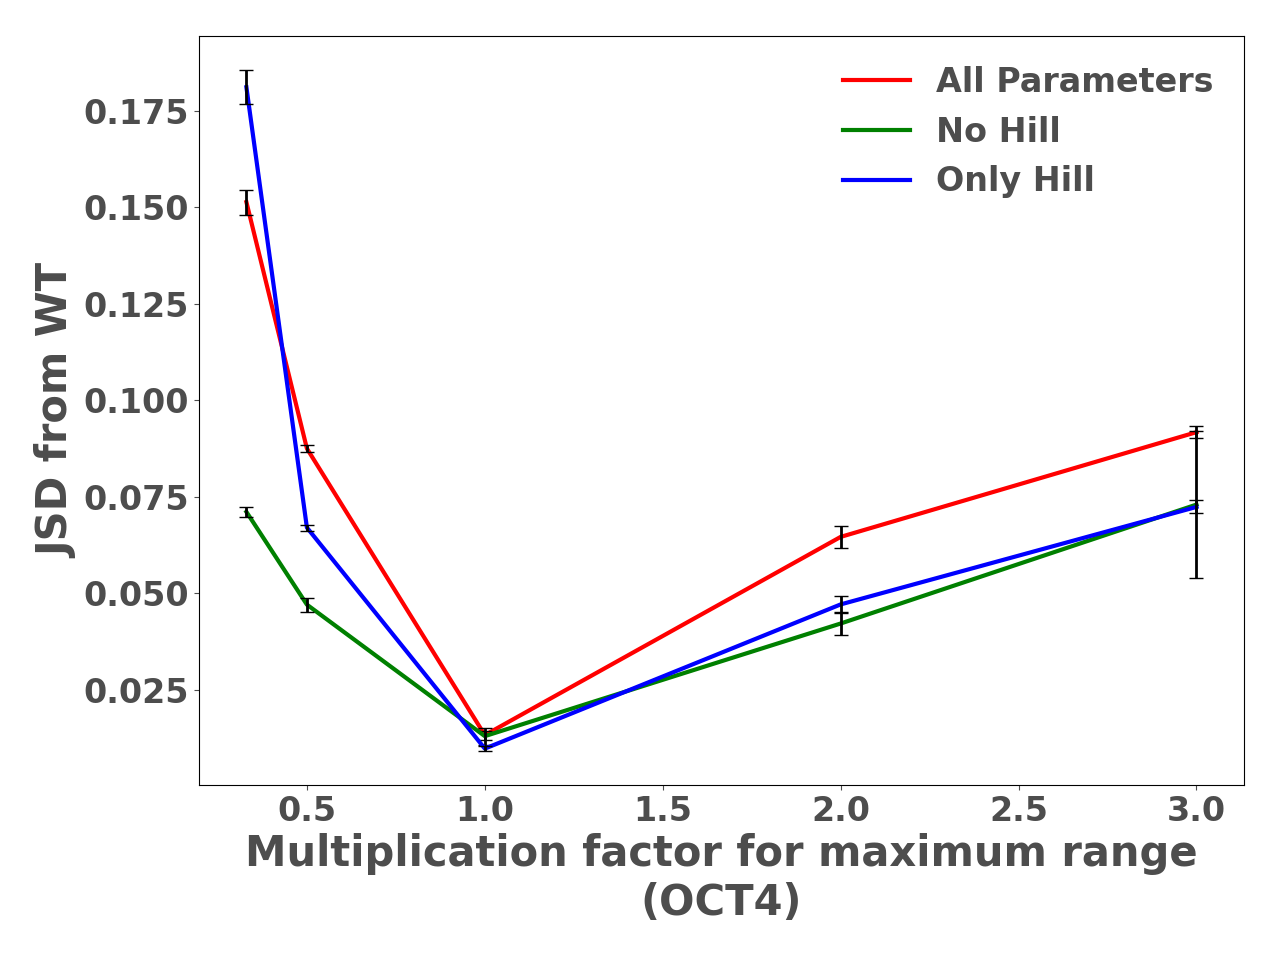 All Parameters
No Hill
Only Hill
JSD from WT
0.175
0.150
0.125
0.100
0.075
0.050
0.025
0.5 1.0 1.5 2.0 2.5 3.0
Multiplication factor for maximum range
(OCT4)